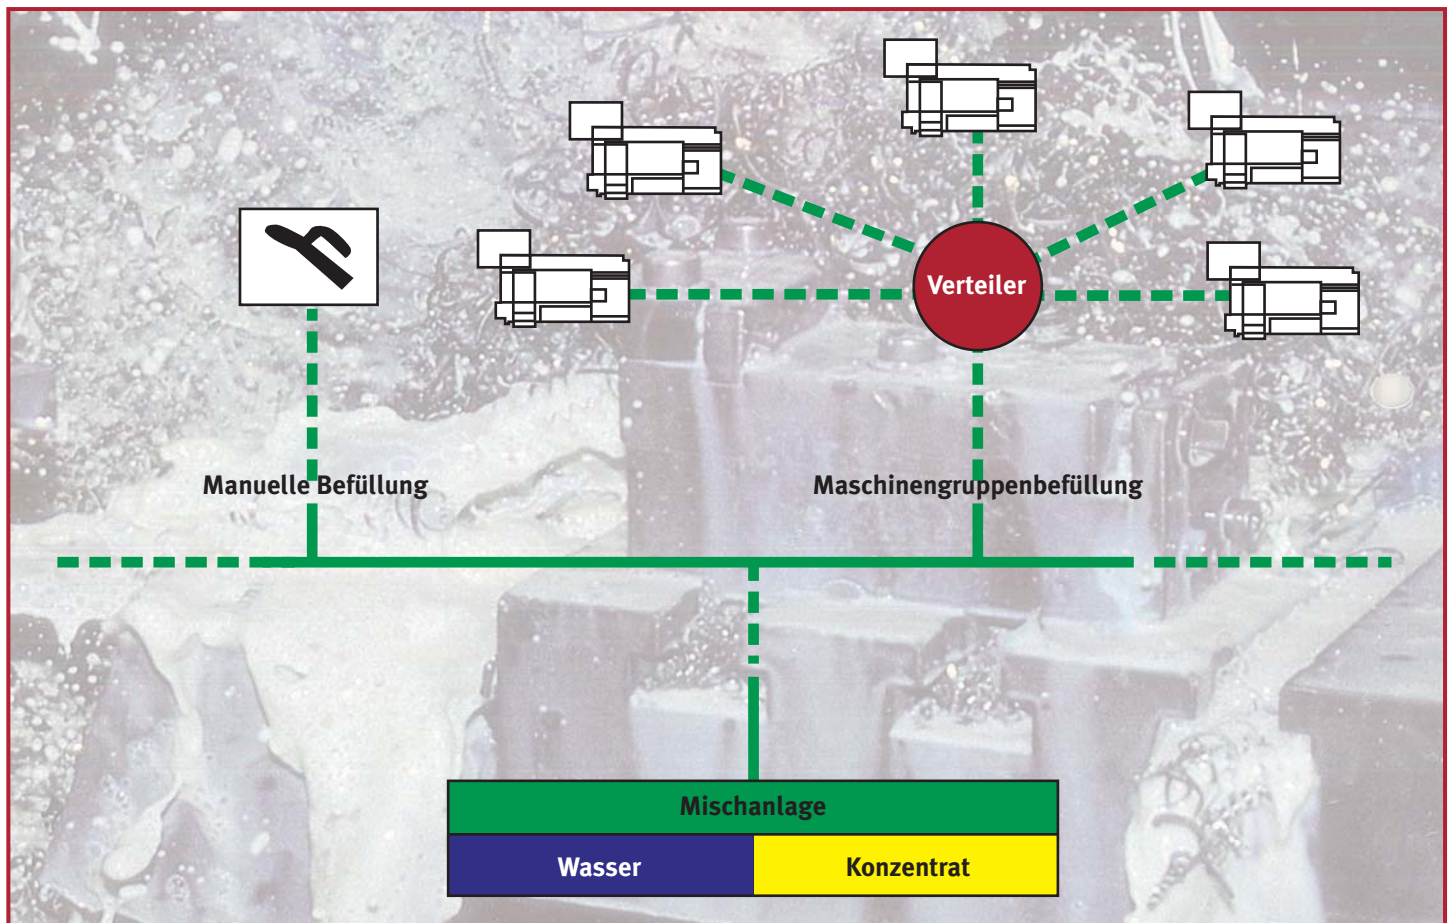 Verteiler
Manuelle Befüllung
Maschinengruppenbefüllung
Mischanlage
Wasser
Konzentrat